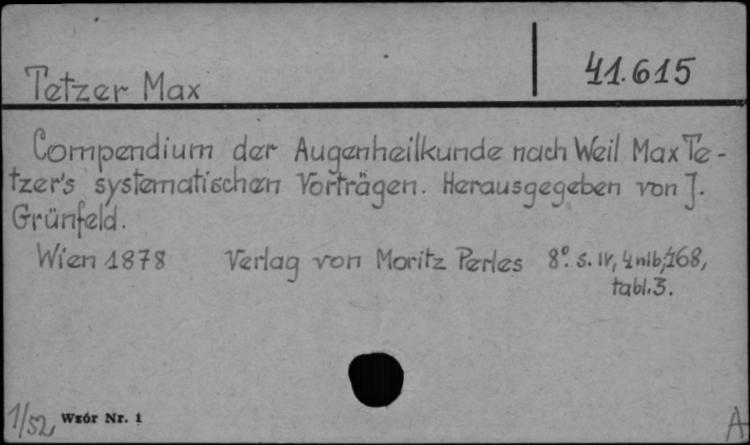 Tetzer Max
41.615
Compendium der Augenheilkunde nach Weil Max Te-
tzer's systematischen Vorträgen. Herausgegeben von J.
Grünfeld.
Wien 1878 Verlag von Moritz Perles 8°. s. IV, 4nlb, 168,
tabl. 3.
1/52 Wzór Nr. 1
A